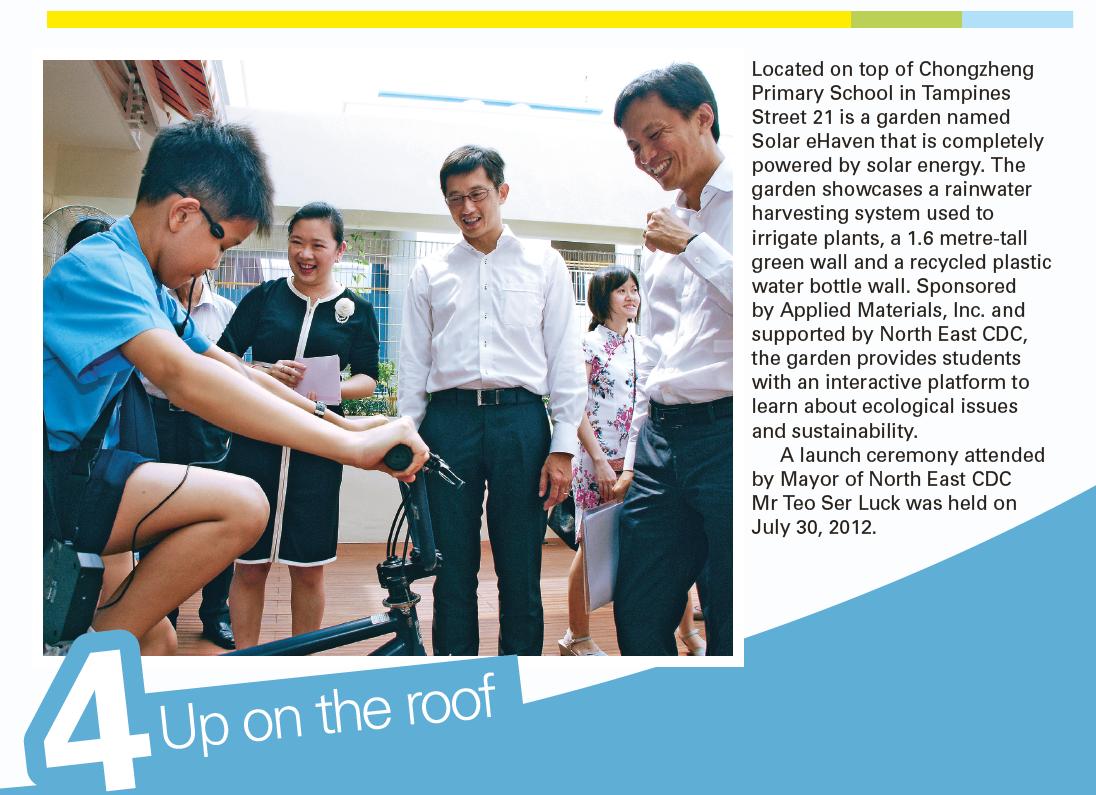 Located on top of Chongzheng
Primary School in Tampines
Street 21 is a garden named
Solar eHaven that is completely
powered by solar energy. The
garden showcases a rainwater
harvesting system used to
irrigate plants, a 1.6 metre-tall
green wall and a recycled plastic
water bottle wall. Sponsored
by Applied Materials, Inc. and
supported by North East CDC,
the garden provides students
with an interactive platform to
learn about ecological issues
and sustainability.
A launch ceremony attended
by Mayor of North East CDC
Mr Teo Ser Luck was held on
July 30, 2012.
4 Up on the roof